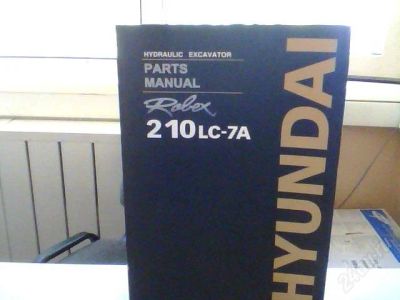 HYDRAULIC EXCAVATOR
PARTS
MANUAL
Robex
210LC-7A
HYUNDAI